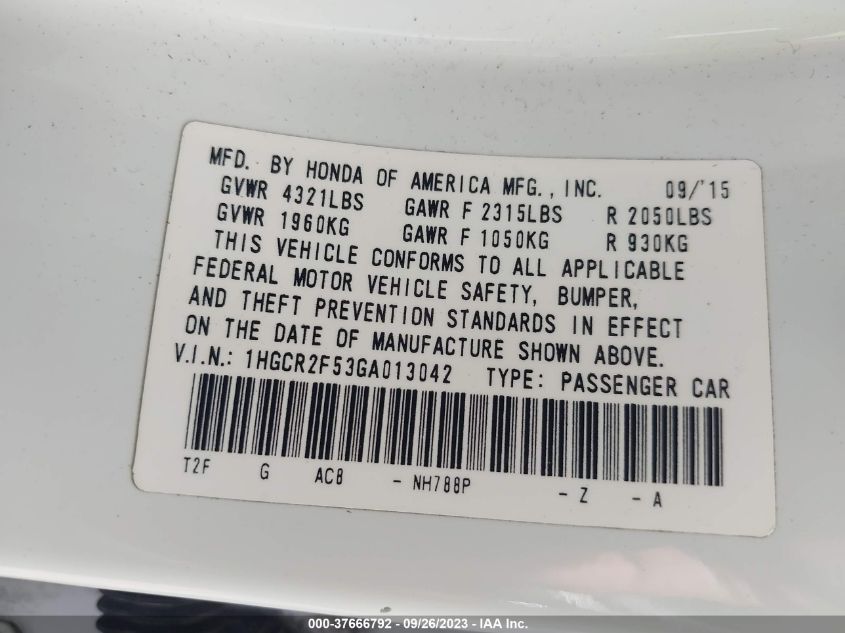 MFD. BY HONDA OF AMERICA MFG., INC. 09/'15
GVWR 4321LBS GAWR F 2315LBS R 2050LBS
GVWR 1960KG GAWR F 1050KG R 930KG
THIS VEHICLE CONFORMS TO ALL APPLICABLE
FEDERAL MOTOR VEHICLE SAFETY, BUMPER,
AND THEFT PREVENTION STANDARDS IN EFFECT
ON THE DATE OF MANUFACTURE SHOWN ABOVE.
V.I.N.: 1HGCR2F53GA013042 TYPE: PASSENGER CAR
T2F G AC8 - NH788P - Z - A
000-37666792 - 09/26/2023 - IAA Inc.